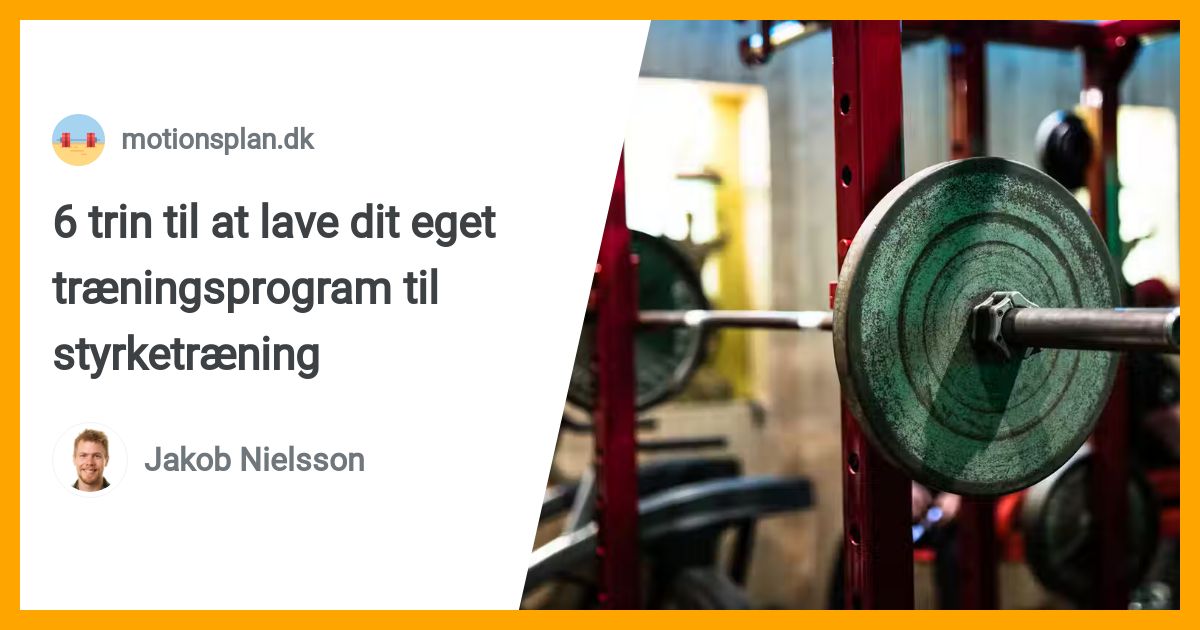 motionsplan.dk
6 trin til at lave dit eget
træningsprogram til
styrketræning
Jakob Nielsson